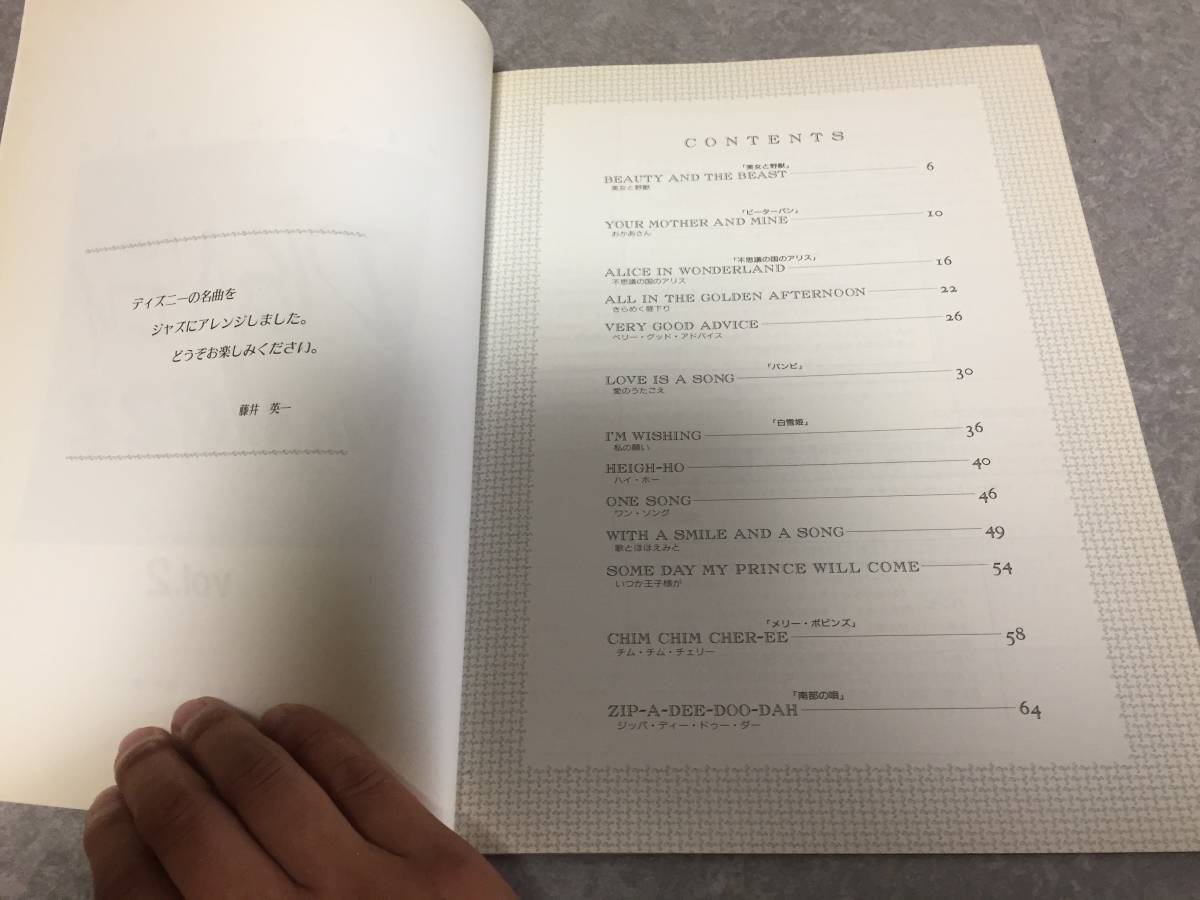 ディズニーの名曲を
ジャズにアレンジしました。
どうぞお楽しみください。
藤井 英一
vol.2
CONTENTS
「美女と野獣」
BEAUTY AND THE BEAST 6
美女と野獣
「ピーターパン」
YOUR MOTHER AND MINE 10
おかあさん
「不思議の国のアリス」
ALICE IN WONDERLAND 16
不思議の国のアリス
ALL IN THE GOLDEN AFTERNOON 22
きらめく昼下り
VERY GOOD ADVICE 26
ベリー・グッド・アドバイス
「バンビ」
LOVE IS A SONG 30
愛のうたごえ
「白雪姫」
I'M WISHING 36
私の願い
HEIGH-HO 40
ハイ・ホー
ONE SONG 46
ワン・ソング
WITH A SMILE AND A SONG 49
歌とほほえみと
SOME DAY MY PRINCE WILL COME 54
いつか王子様が
「メリー・ポピンズ」
CHIM CHIM CHER-EE 58
チム・チム・チェリー
「南部の唄」
ZIP-A-DEE-DOO-DAH 64
ジッパ・ディー・ドゥー・ダー